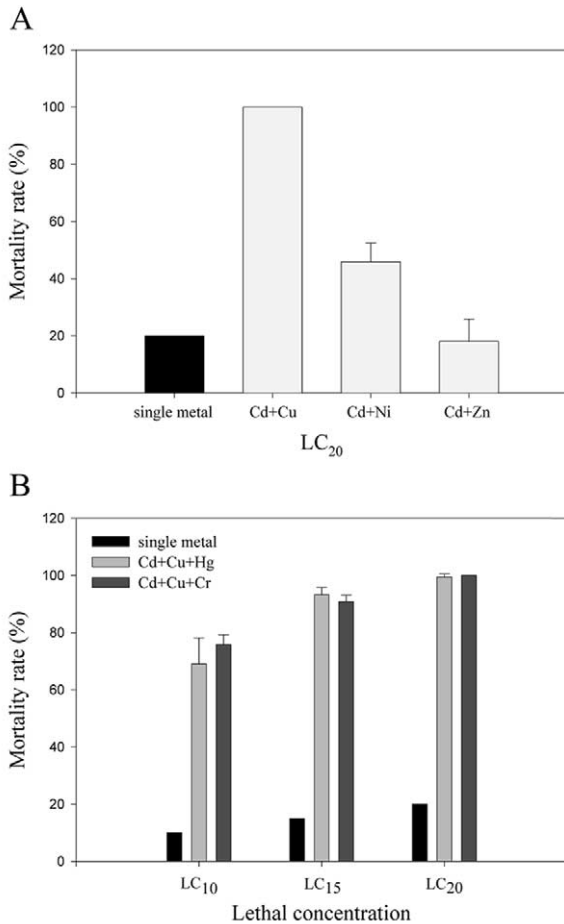 A
120
100
80
60
40
20
0
Mortality rate (%)
single metal Cd+Cu Cd+Ni Cd+Zn
LC20
B
120
100
80
60
40
20
0
Mortality rate (%)
single metal
Cd+Cu+Hg
Cd+Cu+Cr
LC10 LC15 LC20
Lethal concentration